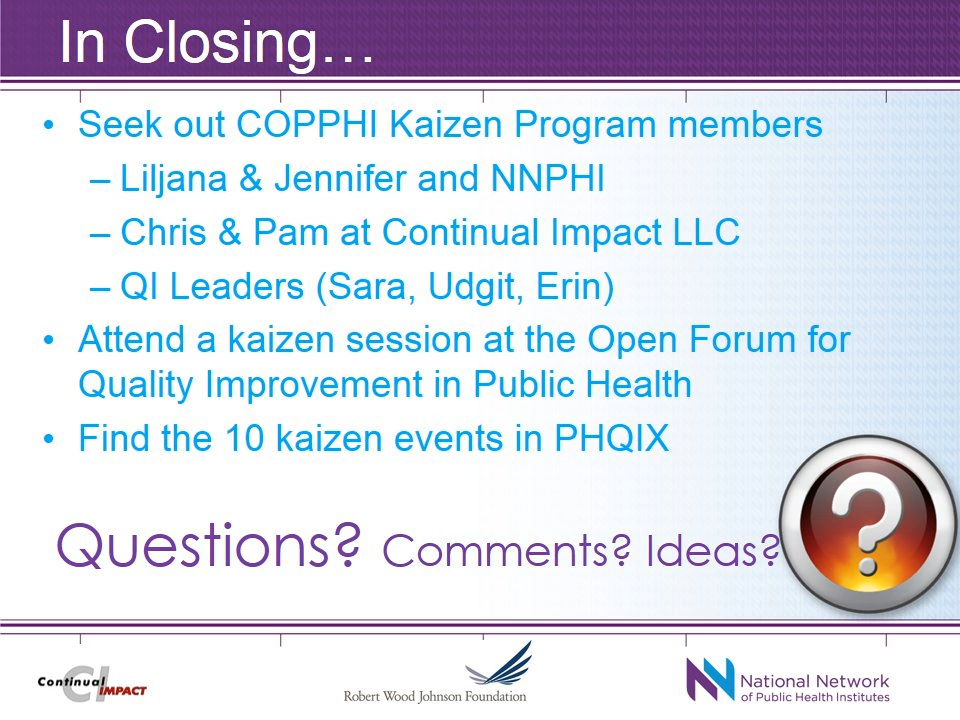 In Closing…
• Seek out COPPHI Kaizen Program members
– Liljana & Jennifer and NNPHI
– Chris & Pam at Continual Impact LLC
– QI Leaders (Sara, Udgit, Erin)
• Attend a kaizen session at the Open Forum for
Quality Improvement in Public Health
• Find the 10 kaizen events in PHQIX
Questions? Comments? Ideas?
?
CI
Continual
IMPACT
Robert Wood Johnson Foundation
National Network
of Public Health Institutes